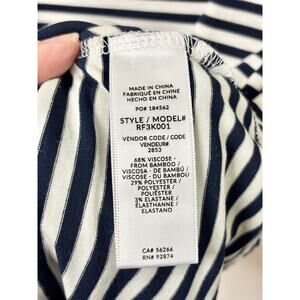 MADE IN CHINA
FABRIQUÉ EN CHINE
HECHO EN CHINA
PO# 184562
STYLE / MODEL#
RF3K001
VENDOR CODE / CODE
VENDEUR#
2853
68% VISCOSE -
FROM BAMBOO /
VISCOSA - DE BAMBOU /
VISCOSA - DE BAMBÚ
29% POLYESTER /
POLYESTER /
POLIÉSTER
3% ELASTANE /
ÉLASTHANNE /
ELASTANO
CA# 56266
RN# 92874